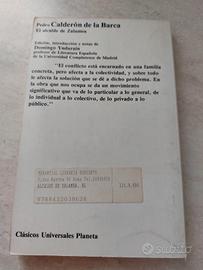 Pedro Calderón de la Barca
El alcalde de Zalamea
Edición, introducción y notas de
Domingo Ynduráin
profesor de Literatura Española
de la Universidad Complutense de Madrid
"El conflicto está encarnado en una familia
concreta, pero afecta a la colectividad, y sobre todo
le afecta la solución que se dé a dicho problema. En
la obra que nos ocupa se da un movimiento
significativo que va de lo particular a lo general, de
lo individual a lo colectivo, de lo privado a lo
público."
ALCALDE DE ZALAMEA, EL
9788432038628
Clásicos Universales Planeta
subito